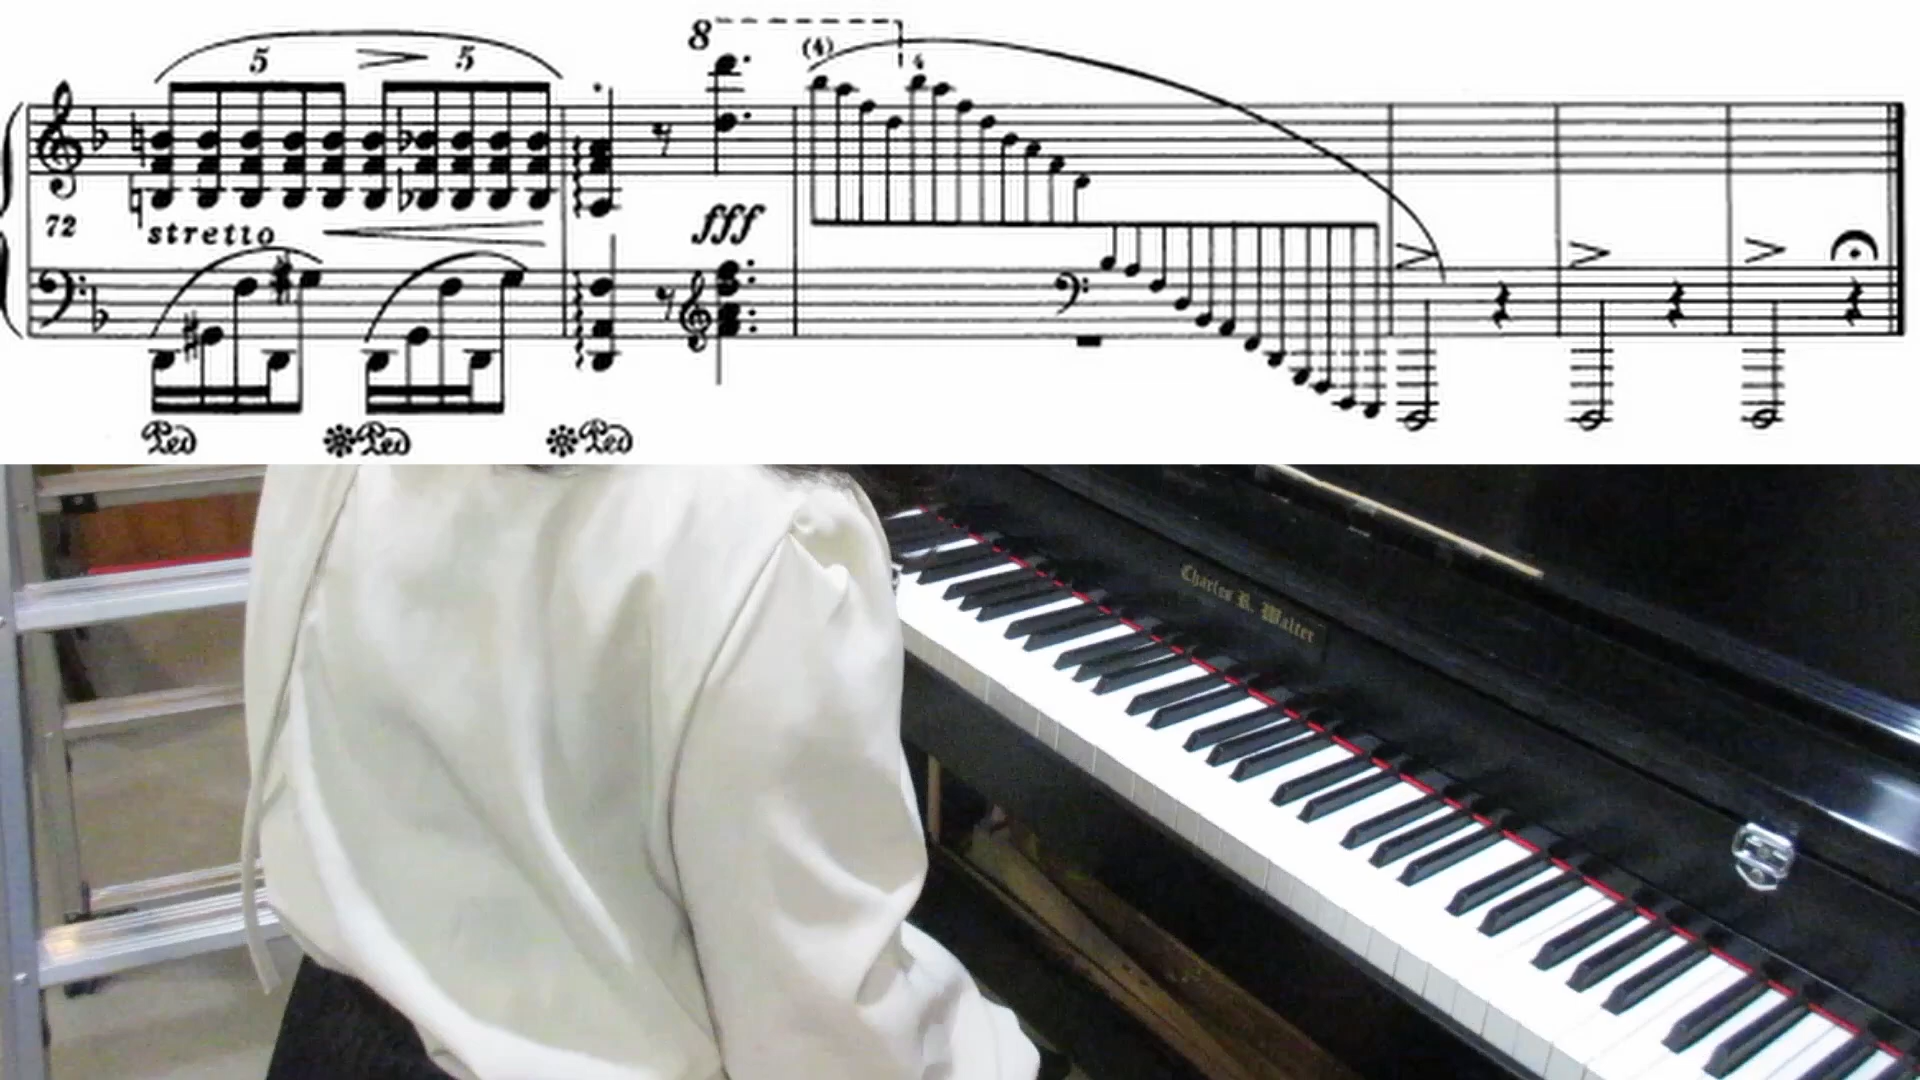 8
5 5
(4) 4
72 stretto fff
Ped Ped Ped
Charles R. Walter